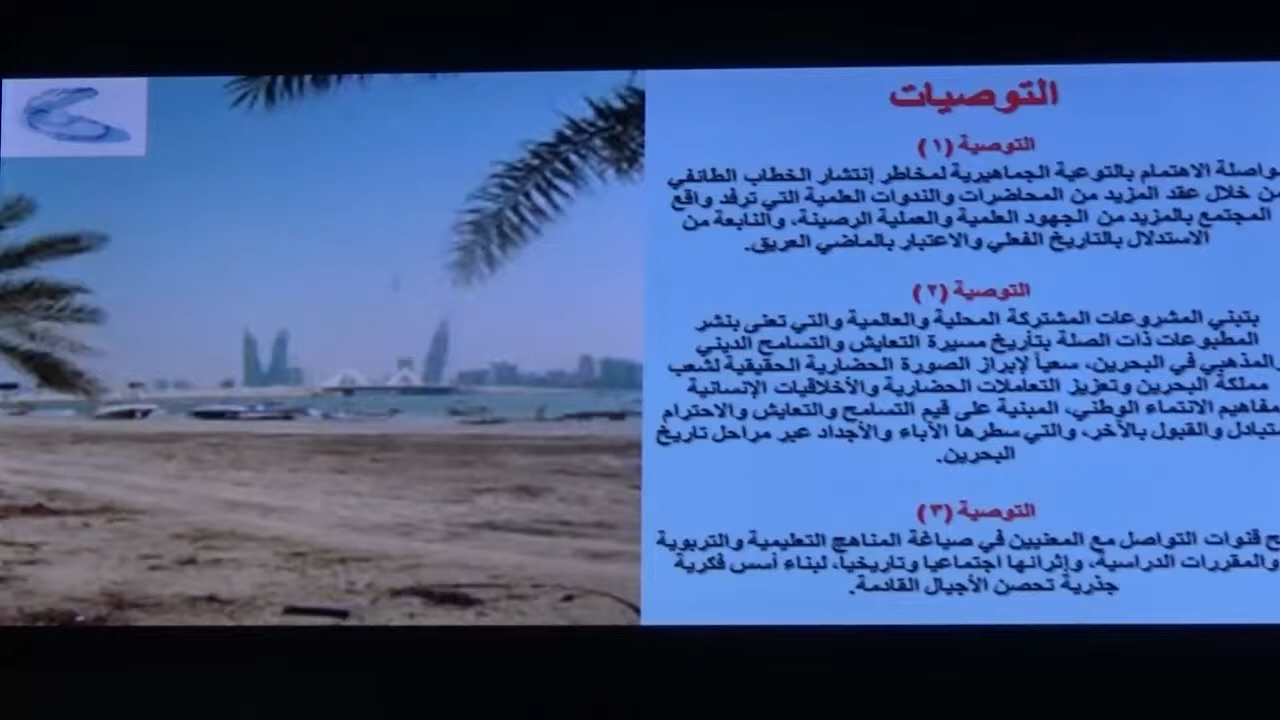 التوصيات
التوصية (١)
واصلة الاهتمام بالتوعية الجماهيرية لمخاطر إنتشار الخطاب الطائفي
من خلال عقد المزيد من المحاضرات والندوات العلمية التي ترفد واقع
المجتمع بالمزيد من الجهود العلمية والعملية الرصينة، والنابعة من
الاستدلال بالتاريخ الفعلي والاعتبار بالماضي العريق.
التوصية (٢)
بتبني المشروعات المشتركة المحلية والعالمية والتي تعنى بنشر
المطبوعات ذات الصلة بتأريخ مسيرة التعايش والتسامح الديني
والمذهبي في البحرين، سعياً لإبراز الصورة الحضارية الحقيقية لشعب
مملكة البحرين وتعزيز التعاملات الحضارية والأخلاقيات الإنسانية
مفاهيم الانتماء الوطني، المبنية على قيم التسامح والتعايش والاحترام
متبادل والقبول بالآخر، والتي سطرها الآباء والأجداد عبر مراحل تاريخ
البحرين.
التوصية (٣)
ح قنوات التواصل مع المعنيين في صياغة المناهج التعليمية والتربوية
والمقررات الدراسية، وإثرائها اجتماعيا وتاريخيا، لبناء أسس فكرية
جذرية تحصن الأجيال القادمة.